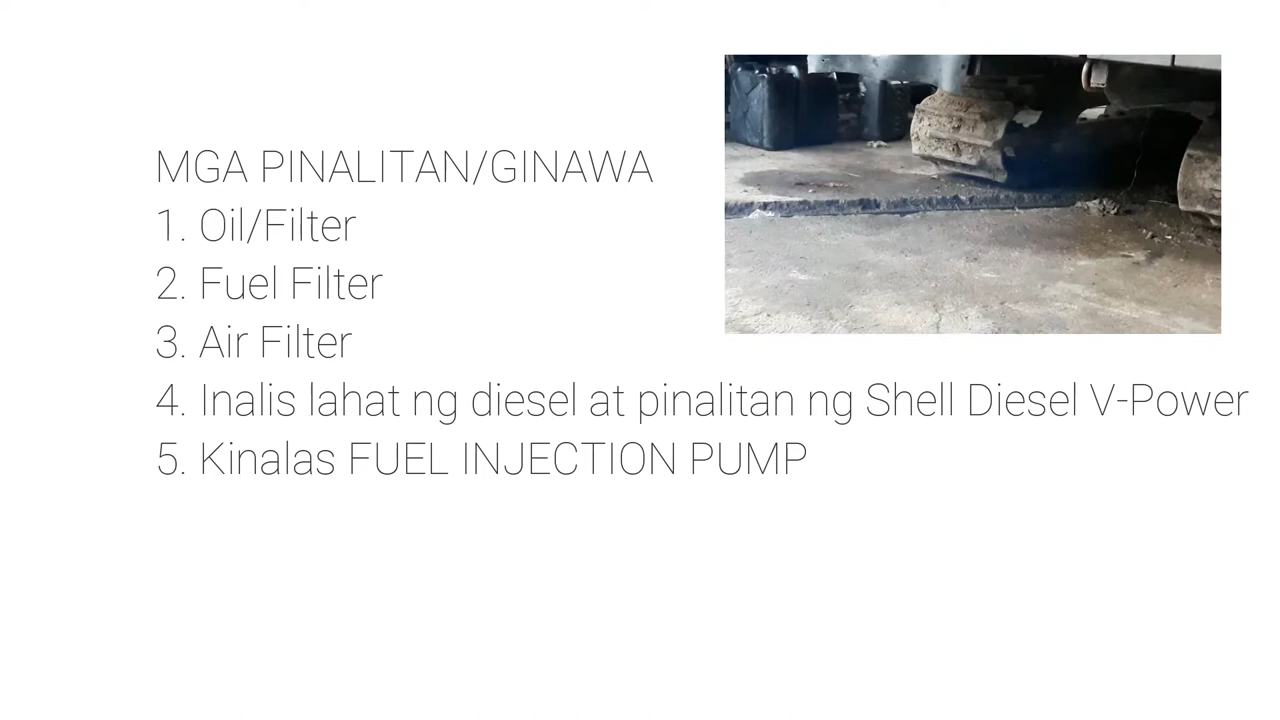 MGA PINALITAN/GINAWA
1. Oil/Filter
2. Fuel Filter
3. Air Filter
4. Inalis lahat ng diesel at pinalitan ng Shell Diesel V-Power
5. Kinalas FUEL INJECTION PUMP